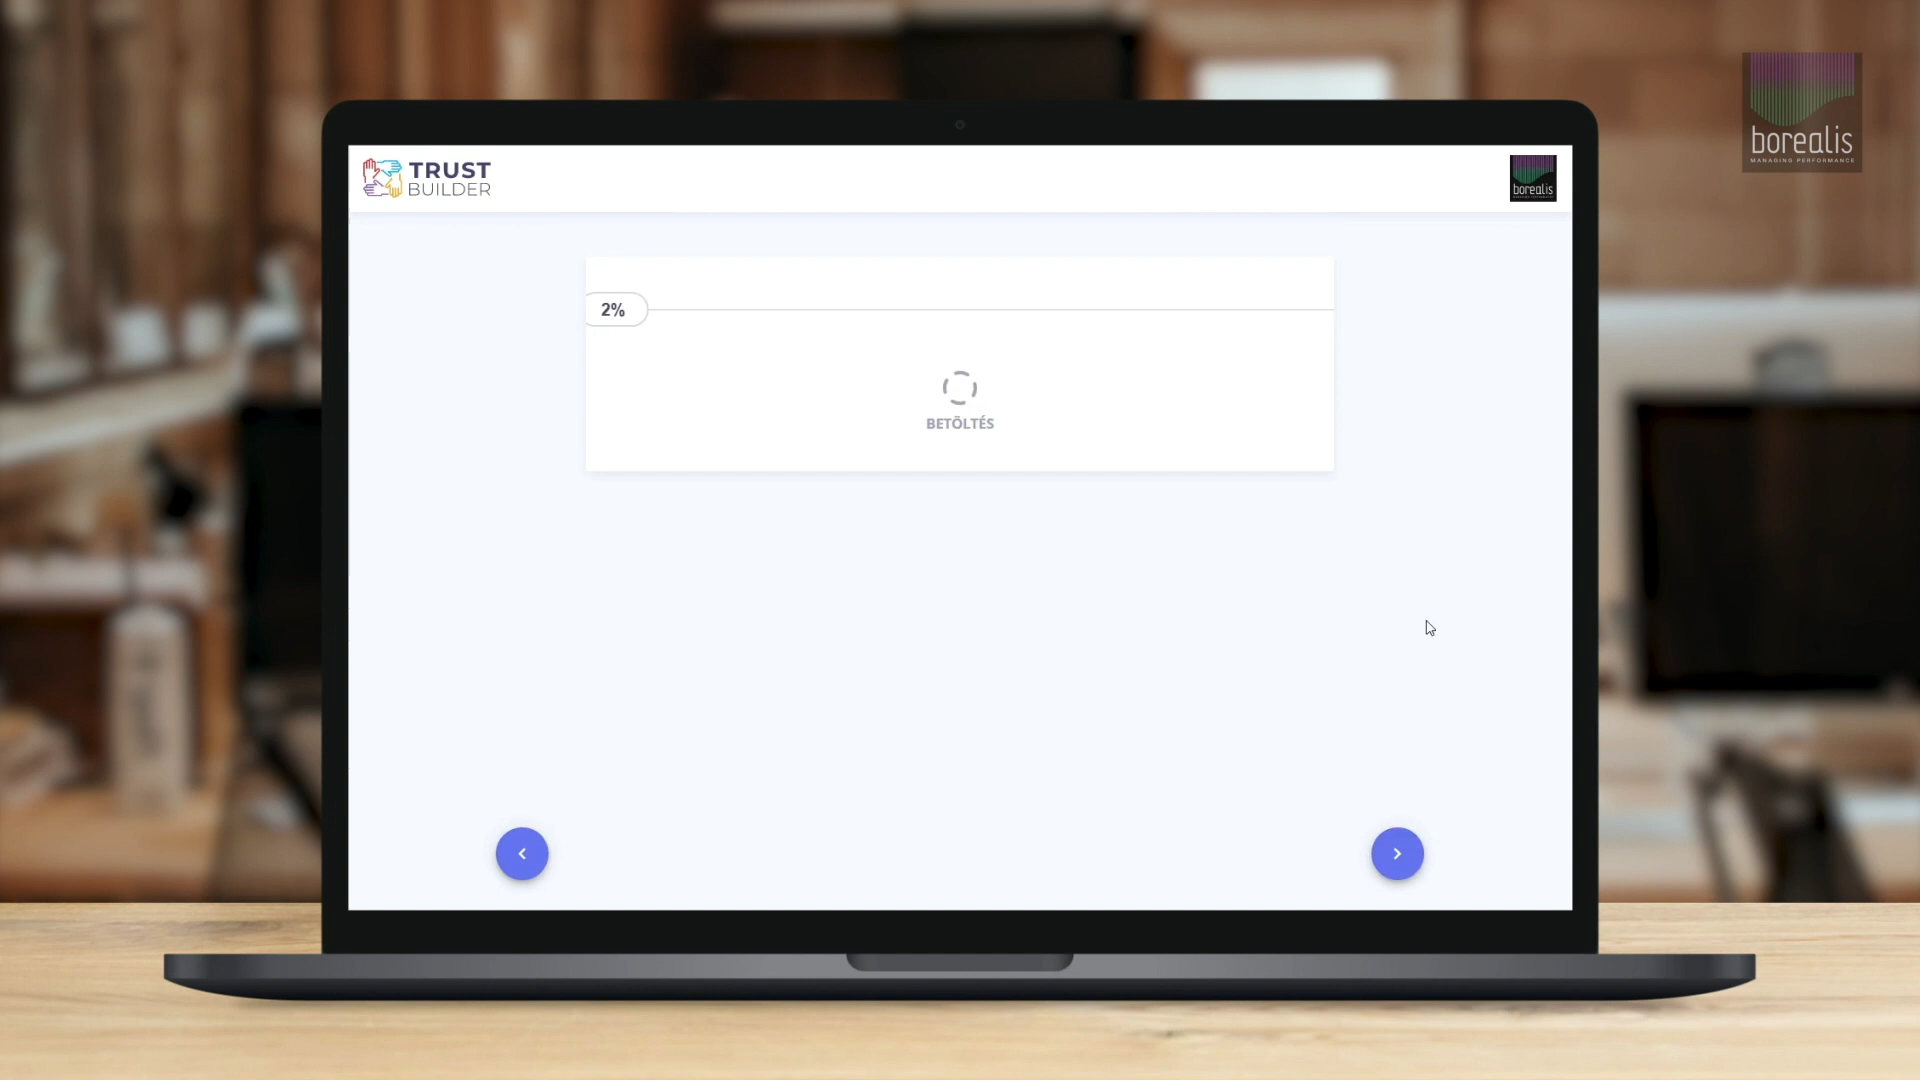 borealis
MANAGING PERFORMANCE
TRUST
BUILDER
borealis
2%
BETÖLTÉS